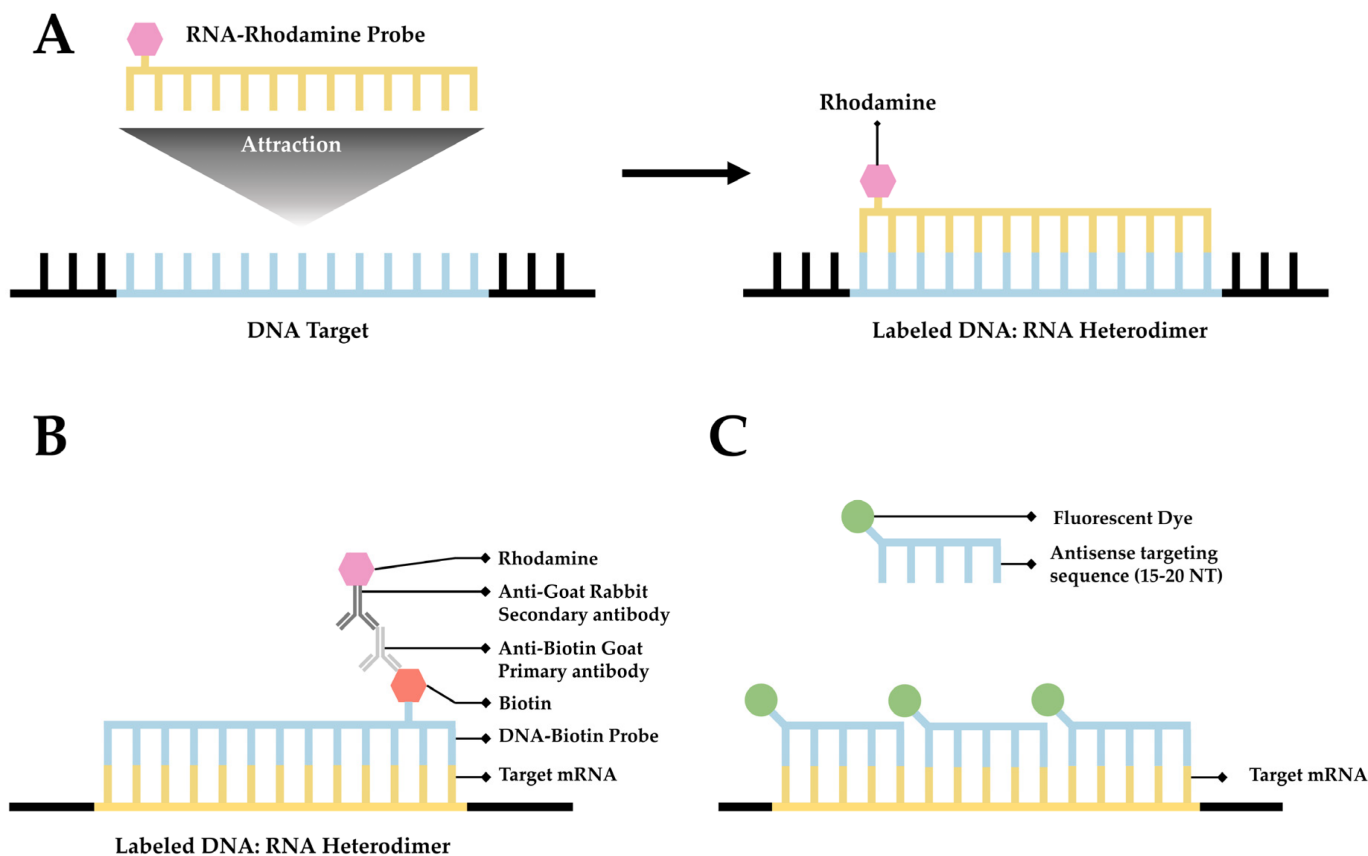 A
RNA-Rhodamine Probe
Attraction
DNA Target
Rhodamine
Labeled DNA: RNA Heterodimer
B
Rhodamine
Anti-Goat Rabbit
Secondary antibody
Anti-Biotin Goat
Primary antibody
Biotin
DNA-Biotin Probe
Target mRNA
Labeled DNA: RNA Heterodimer
C
Fluorescent Dye
Antisense targeting
sequence (15-20 NT)
Target mRNA